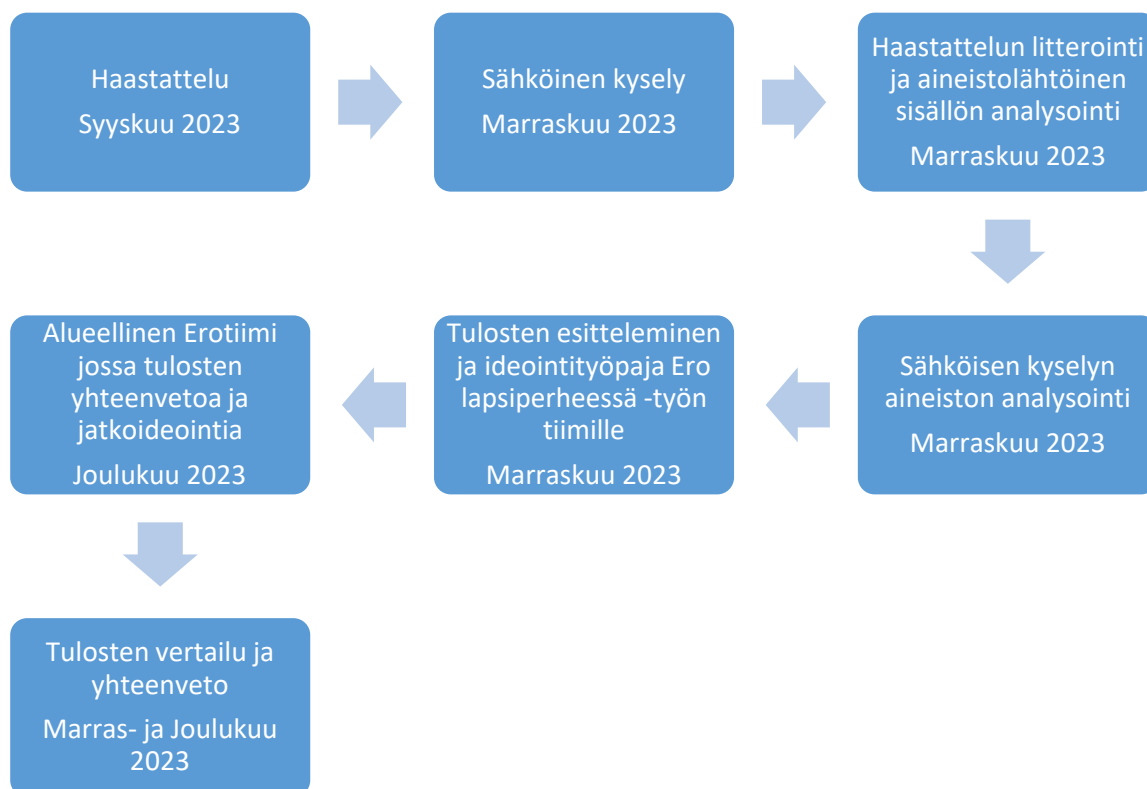 Haastattelu
Syyskuu 2023
Sähköinen kysely
Marraskuu 2023
Haastattelun litterointi
ja aineistolähtöinen
sisällön analysointi
Marraskuu 2023
Sähköisen kyselyn
aineiston analysointi
Marraskuu 2023
Tulosten esitteleminen
ja ideointityöpaja Ero
lapsiperheessä -työn
tiimille
Marraskuu 2023
Alueellinen Erotiimi
jossa tulosten
yhteenvetoa ja
jatkoideointia
Joulukuu 2023
Tulosten vertailu ja
yhteenveto
Marras- ja Joulukuu
2023